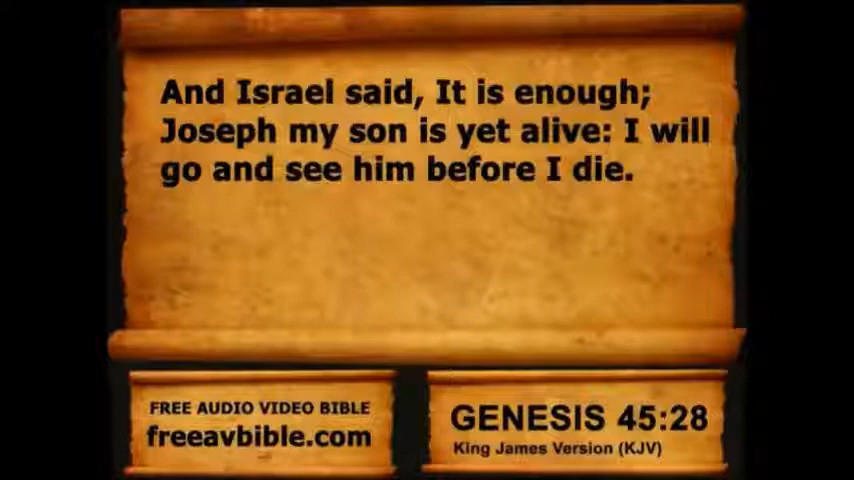 And Israel said, It is enough;
Joseph my son is yet alive: I will
go and see him before I die.
FREE AUDIO VIDEO BIBLE
freeavbible.com
GENESIS 45:28
King James Version (KJV)